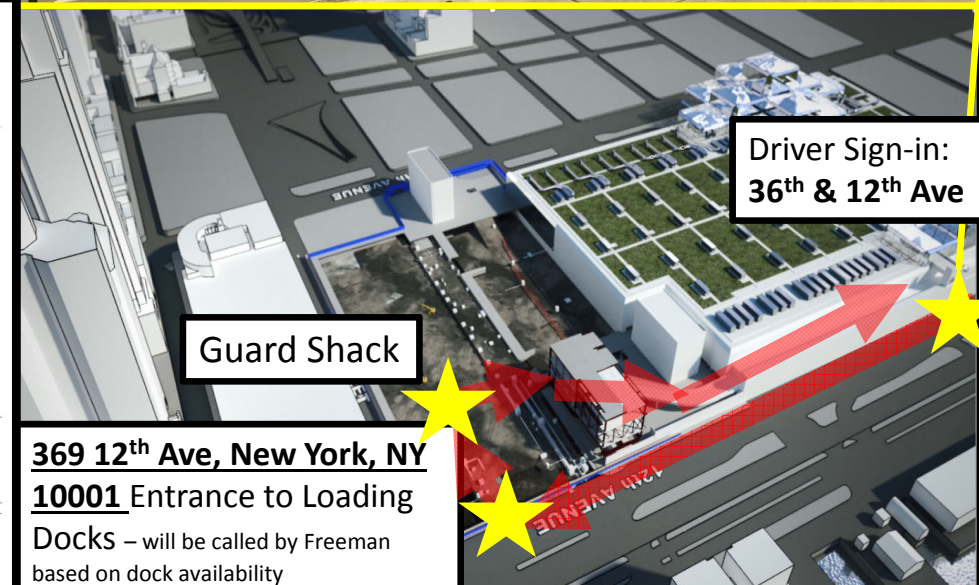 Driver Sign-in:
36th & 12th Ave
Guard Shack
369 12th Ave, New York, NY
10001 Entrance to Loading
Docks – will be called by Freeman
based on dock availability
12th AVENUE